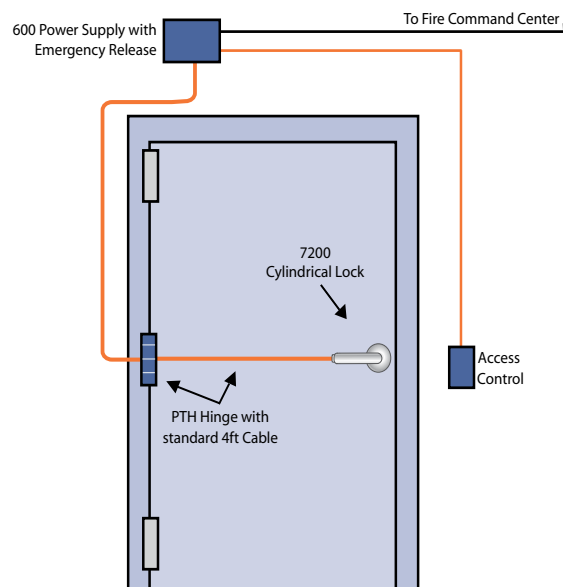 To Fire Command Center
600 Power Supply with
Emergency Release
7200
Cylindrical Lock
Access
Control
PTH Hinge with
standard 4ft Cable